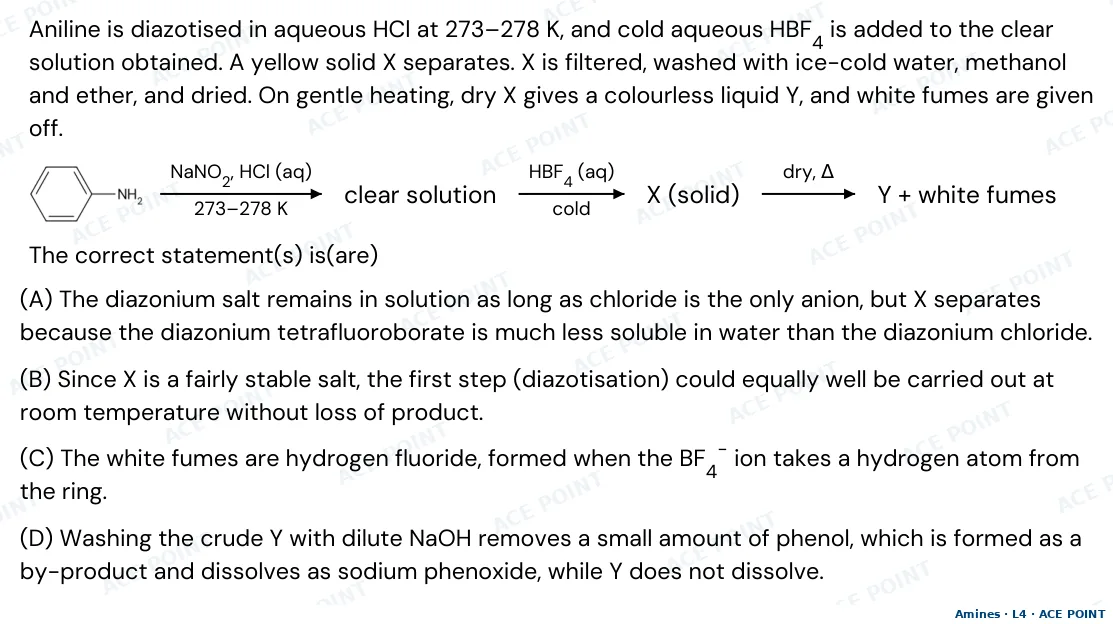 Aniline is diazotised in aqueous HCl at 273–278 K, and cold aqueous HBF₄ is added to the clear
solution obtained. A yellow solid X separates. X is filtered, washed with ice-cold water, methanol
and ether, and dried. On gentle heating, dry X gives a colourless liquid Y, and white fumes are given
off.
NH₂ NaNO₂, HCl (aq) 273–278 K clear solution HBF₄ (aq) cold X (solid) dry, Δ Y + white fumes
The correct statement(s) is(are)
(A) The diazonium salt remains in solution as long as chloride is the only anion, but X separates
because the diazonium tetrafluoroborate is much less soluble in water than the diazonium chloride.
(B) Since X is a fairly stable salt, the first step (diazotisation) could equally well be carried out at
room temperature without loss of product.
(C) The white fumes are hydrogen fluoride, formed when the BF₄⁻ ion takes a hydrogen atom from
the ring.
(D) Washing the crude Y with dilute NaOH removes a small amount of phenol, which is formed as a
by-product and dissolves as sodium phenoxide, while Y does not dissolve.
Amines · L4 · ACE POINT